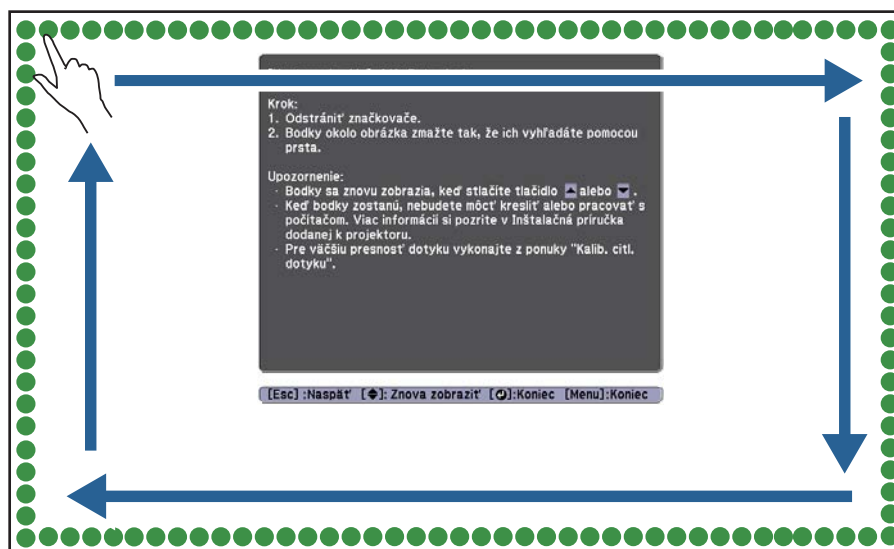 Krok:
1. Odstrániť značkovače.
2. Bodky okolo obrázka zmažte tak, že ich vyhľadáte pomocou
prsta.
Upozornenie:
· Bodky sa znovu zobrazia, keď stlačíte tlačidlo alebo .
· Keď bodky zostanú, nebudete môcť kresliť alebo pracovať s
počítačom. Viac informácií si pozrite v Inštalačná príručka
dodanej k projektoru.
· Pre väčšiu presnosť dotyku vykonajte z ponuky "Kalib. citl.
dotyku".
[Esc] :Naspäť [ ]: Znova zobraziť [ ]:Koniec [Menu]:Koniec